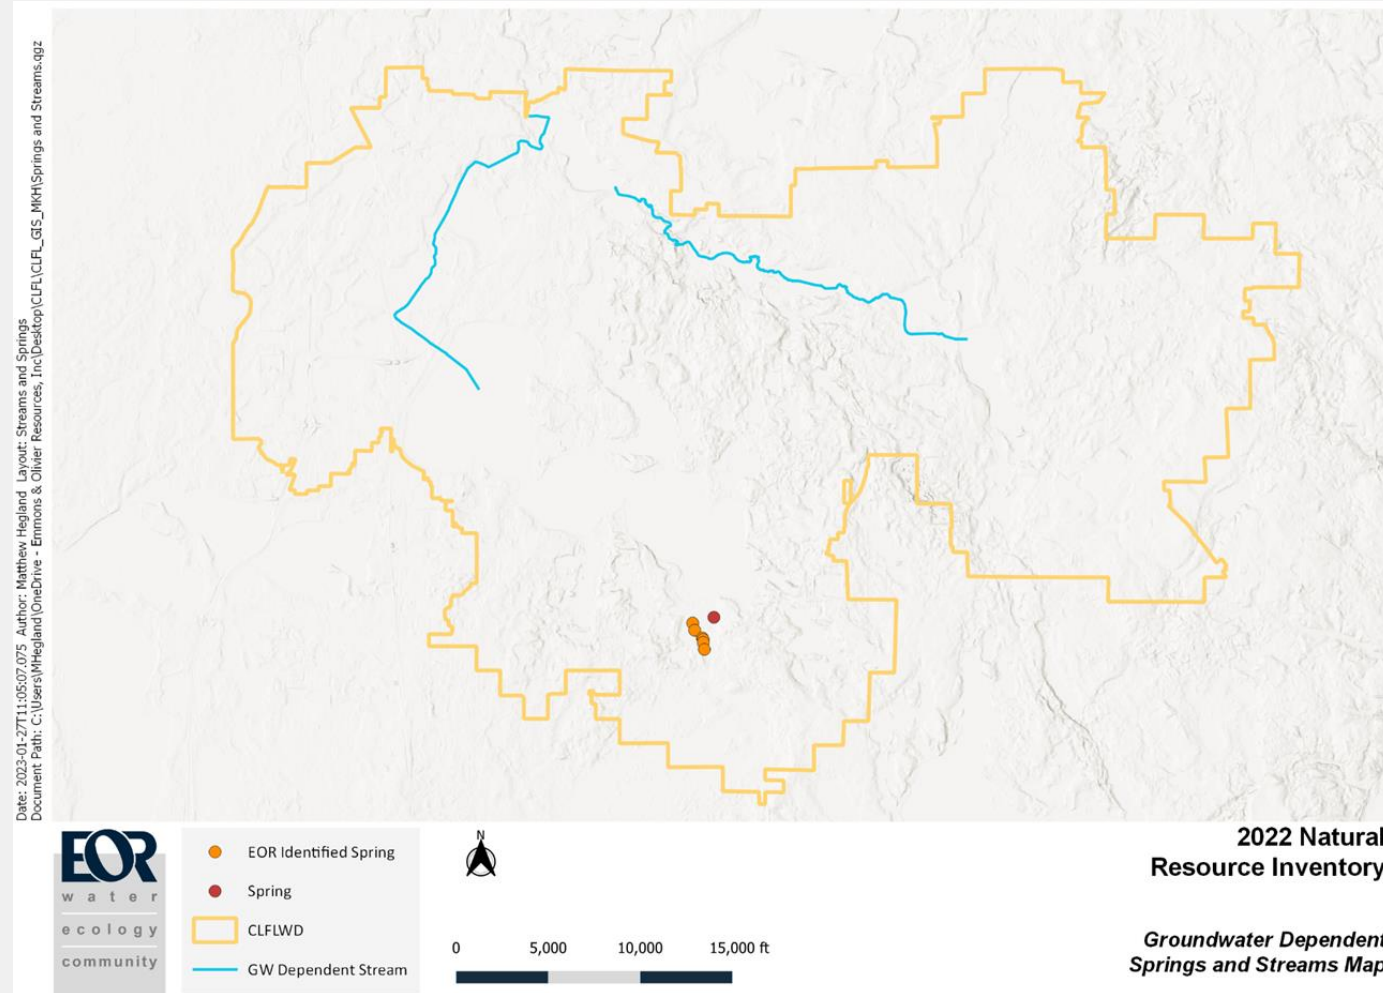 Date: 2023-01-27T11:05:07.075  Author: Matthew Hegland  Layout: Streams and Springs
Document Path: C:\Users\MHegland\OneDrive - Emmons & Olivier Resources, Inc\Desktop\CLFL\CLFL_GIS_MKH\Springs and Streams.qgz
EOR
water
ecology
community
EOR Identified Spring
Spring
CLFLWD
GW Dependent Stream
N
0 5,000 10,000 15,000 ft
2022 Natural
Resource Inventory
Groundwater Dependent
Springs and Streams Map